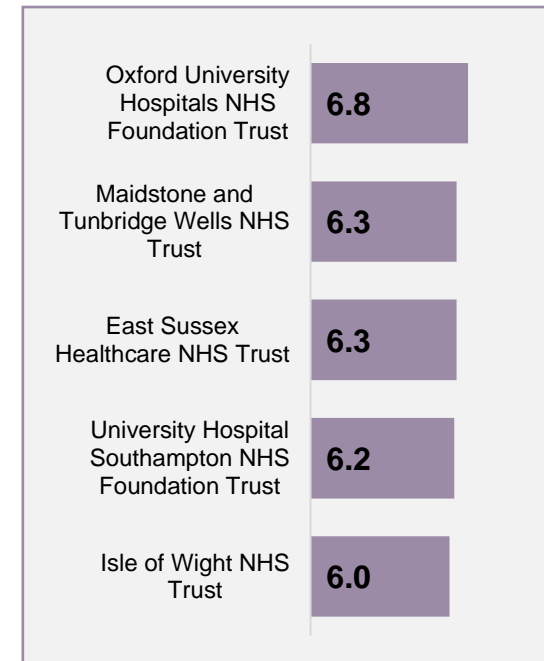 Oxford University
Hospitals NHS
Foundation Trust
6.8
Maidstone and
Tunbridge Wells NHS
Trust
6.3
East Sussex
Healthcare NHS Trust
6.3
University Hospital
Southampton NHS
Foundation Trust
6.2
Isle of Wight NHS
Trust
6.0